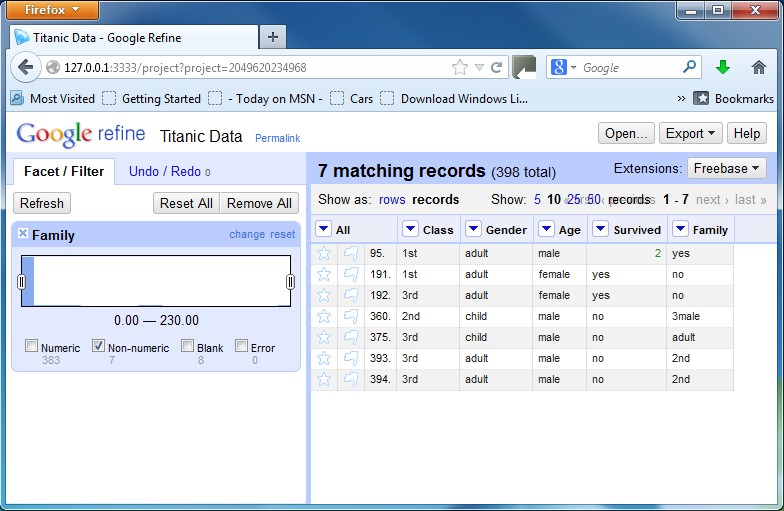 Firefox
Titanic Data - Google Refine
127.0.0.1:3333/project?project=2049620234968
Google
Most Visited Getting Started - Today on MSN - Cars Download Windows Li... » Bookmarks
Google refine Titanic Data Permalink Open... Export Help
Facet / Filter Undo / Redo 0
7 matching records (398 total) Extensions: Freebase
Refresh Reset All Remove All
Show as: rows records Show: 5 10 25 50 records 1 - 7 next › last »
Family change reset
All Class Gender Age Survived Family
0.00 — 230.00
Numeric 383 Non-numeric 7 Blank 8 Error 0
95. 1st adult male 2 yes
191. 1st adult female yes no
192. 3rd adult female yes no
360. 2nd child male no 3male
375. 3rd child male no adult
393. 3rd adult male no 2nd
394. 3rd adult male no 2nd